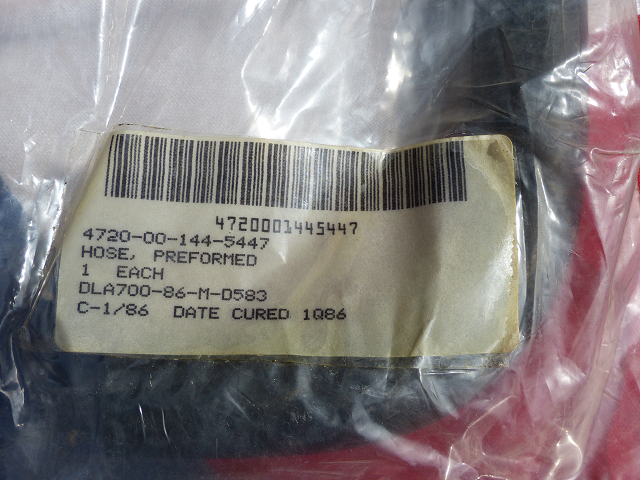 4720001445447
4720-00-144-5447
HOSE, PREFORMED
1 EACH
DLA700-86-M-D583
C-1/86 DATE CURED 1Q86